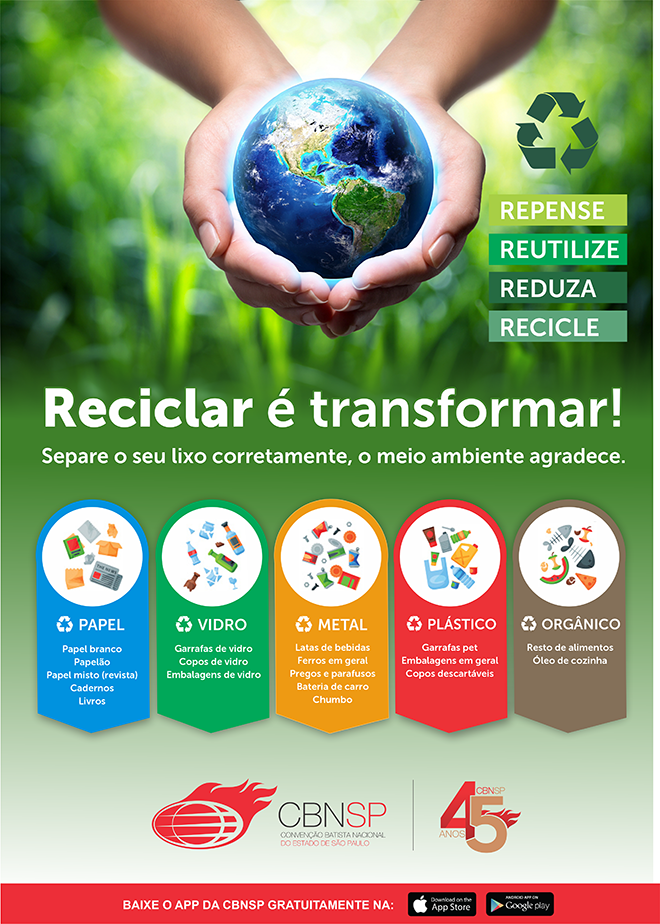 REPENSE
REUTILIZE
REDUZA
RECICLE
Reciclar é transformar!
Separe o seu lixo corretamente, o meio ambiente agradece.
PAPEL
Papel branco
Papelão
Papel misto (revista)
Cadernos
Livros
VIDRO
Garrafas de vidro
Copos de vidro
Embalagens de vidro
METAL
Latas de bebidas
Ferros em geral
Pregos e parafusos
Bateria de carro
Chumbo
PLÁSTICO
Garrafas pet
Embalagens em geral
Copos descartáveis
ORGÂNICO
Resto de alimentos
Óleo de cozinha
CBNSP
CONVENÇÃO BATISTA NACIONAL
DO ESTADO DE SÃO PAULO
CBNSP
45
ANOS
BAIXE O APP DA CBNSP GRATUITAMENTE NA:
Download on the
App Store
ANDROID APP ON
Google play